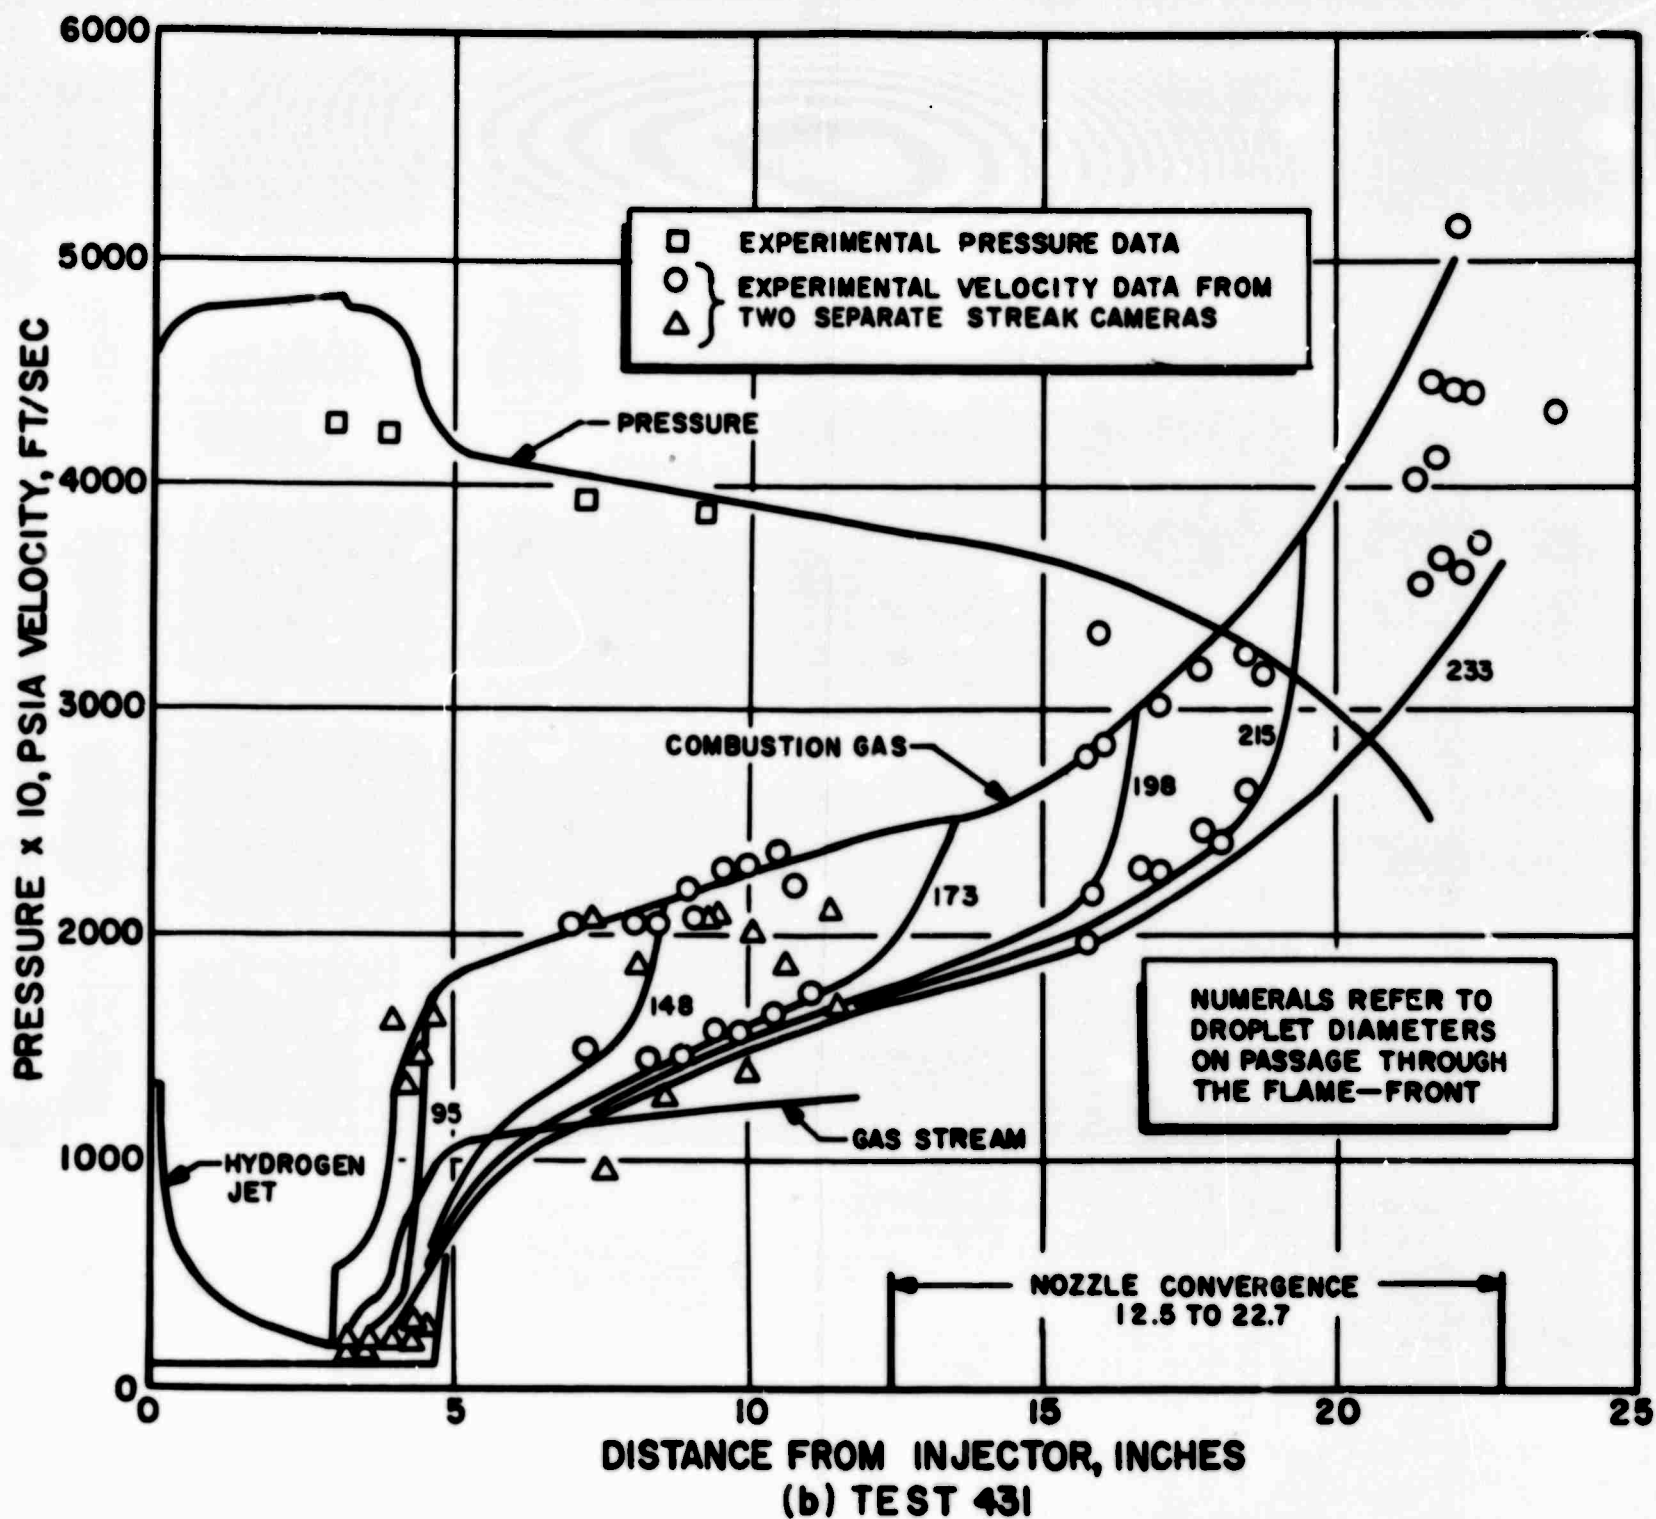 6000
5000
4000
3000
2000
1000
0
PRESSURE x 10, PSIA VELOCITY, FT/SEC
EXPERIMENTAL PRESSURE DATA
EXPERIMENTAL VELOCITY DATA FROM
TWO SEPARATE STREAK CAMERAS
PRESSURE
COMBUSTION GAS
233
215
198
173
148
95
NUMERALS REFER TO
DROPLET DIAMETERS
ON PASSAGE THROUGH
THE FLAME-FRONT
GAS STREAM
HYDROGEN
JET
NOZZLE CONVERGENCE
12.5 TO 22.7
0 5 10 15 20 25
DISTANCE FROM INJECTOR, INCHES
(b) TEST 431